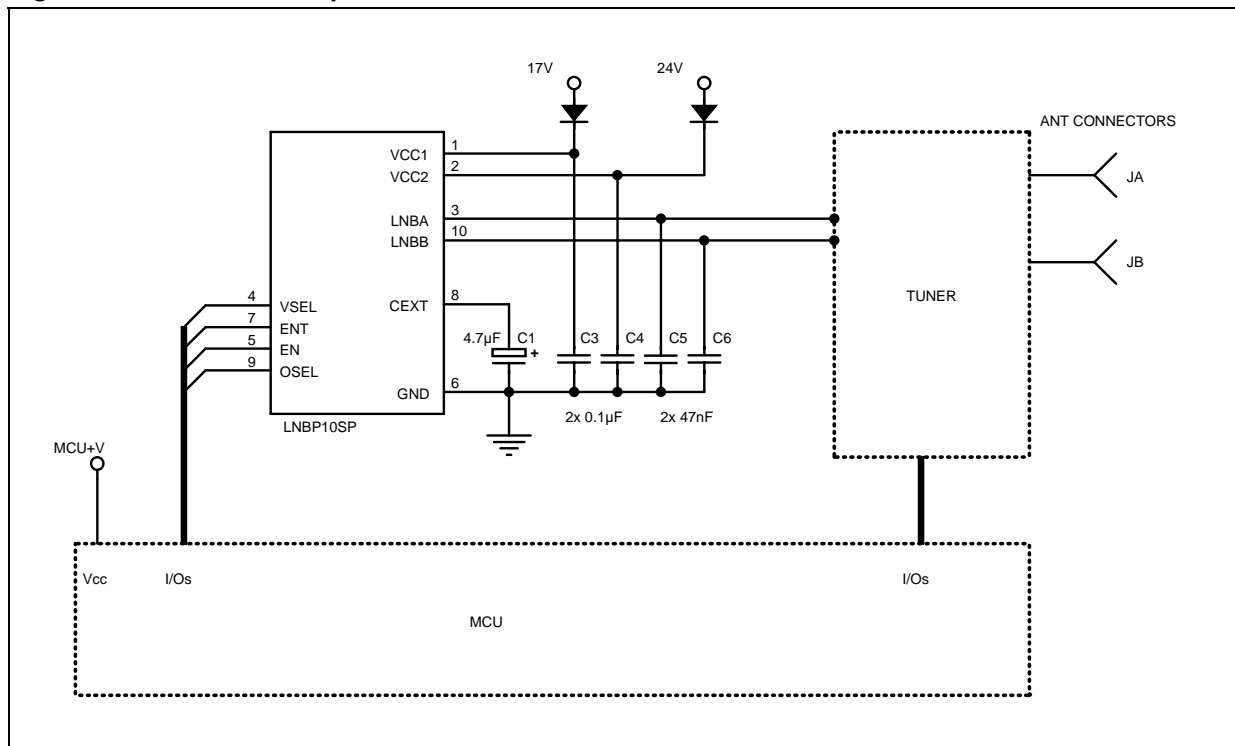 17V
24V
ANT CONNECTORS
1
VCC1
2
VCC2
JA
3
LNBA
10
LNBB
JB
TUNER
4
VSEL
8
CEXT
7
ENT
5
EN
9
OSEL
4.7µF
C1
+
C3
C4
C5
C6
6
GND
2x 0.1µF
2x 47nF
LNBP10SP
MCU+V
Vcc
I/Os
I/Os
MCU